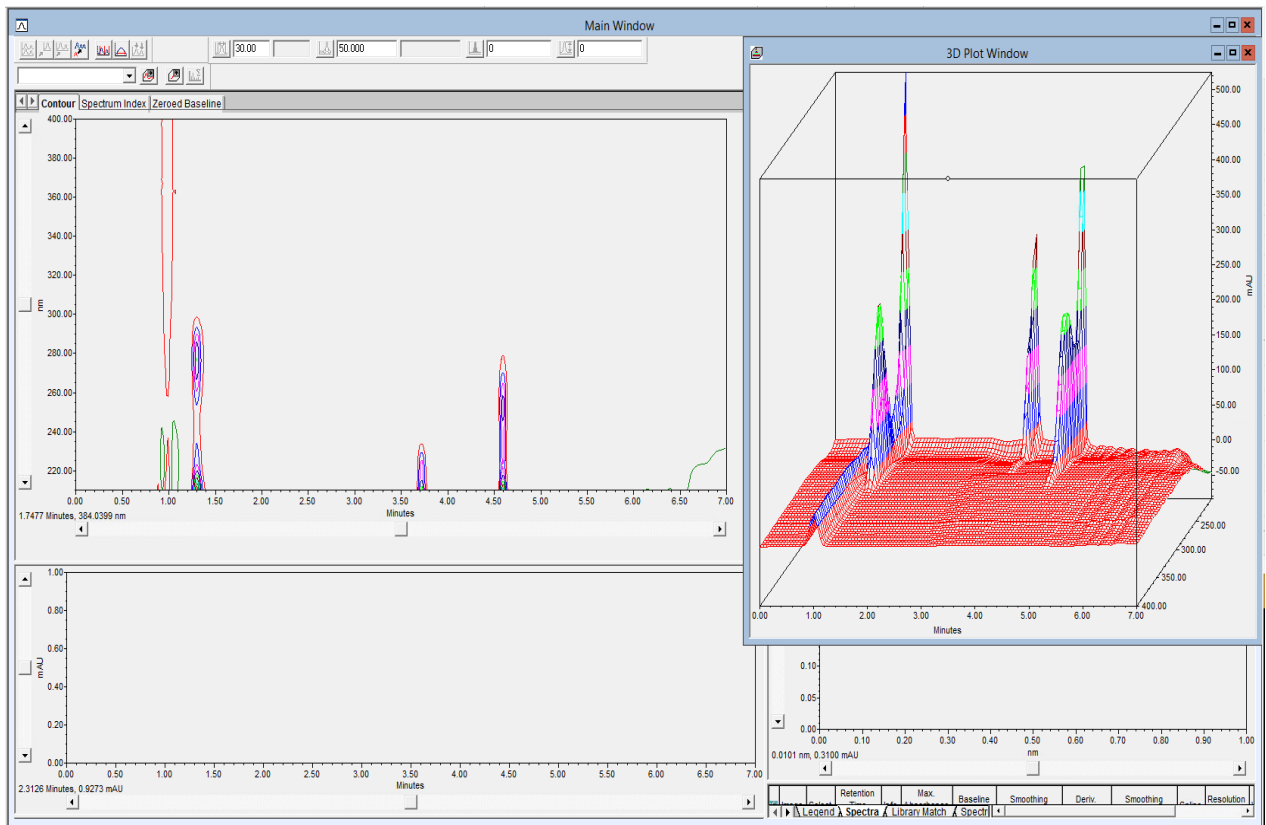 Main Window
30.00
50.000
0
0
Contour
Spectrum Index
Zeroed Baseline
400.00
380.00
360.00
340.00
320.00
nm
300.00
280.00
260.00
240.00
220.00
0.00 0.50 1.00 1.50 2.00 2.50 3.00 3.50 4.00 4.50 5.00 5.50 6.00 6.50 7.00
Minutes
1.7477 Minutes, 384.0399 nm
3D Plot Window
500.00
450.00
400.00
350.00
300.00
250.00
mAU
200.00
150.00
100.00
50.00
0.00
-50.00
250.00
300.00
350.00
400.00
0.00 1.00 2.00 3.00 4.00 5.00 6.00 7.00
Minutes
1.00
0.80
0.60
mAU
0.40
0.20
0.00
0.00 0.50 1.00 1.50 2.00 2.50 3.00 3.50 4.00 4.50 5.00 5.50 6.00 6.50 7.00
Minutes
2.3126 Minutes, 0.9273 mAU
0.10
0.05
0.00
0.00 0.10 0.20 0.30 0.40 0.50 0.60 0.70 0.80 0.90 1.00
nm
0.0101 nm, 0.3100 mAU
Retention Max. Baseline Smoothing Deriv. Smoothing Resolution
Legend Spectra Library Match Spectr